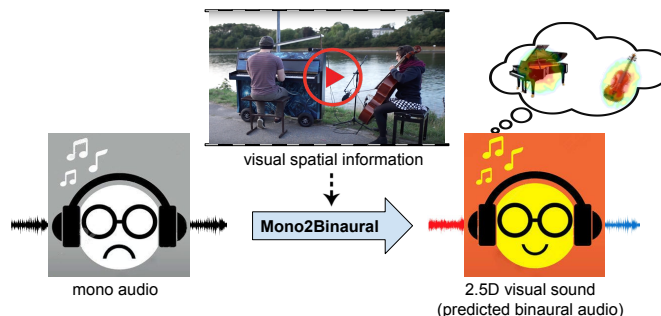 visual spatial information
Mono2Binaural
mono audio
2.5D visual sound
(predicted binaural audio)